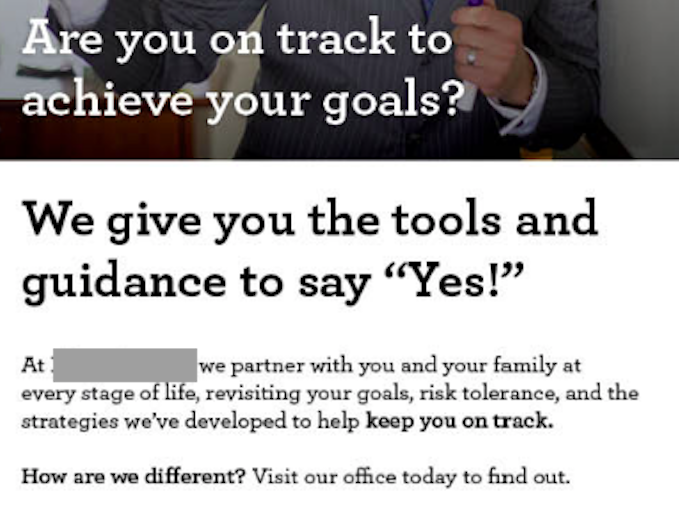 Are you on track to
achieve your goals?
We give you the tools and
guidance to say “Yes!”
At we partner with you and your family at
every stage of life, revisiting your goals, risk tolerance, and the
strategies we’ve developed to help keep you on track.
How are we different? Visit our office today to find out.